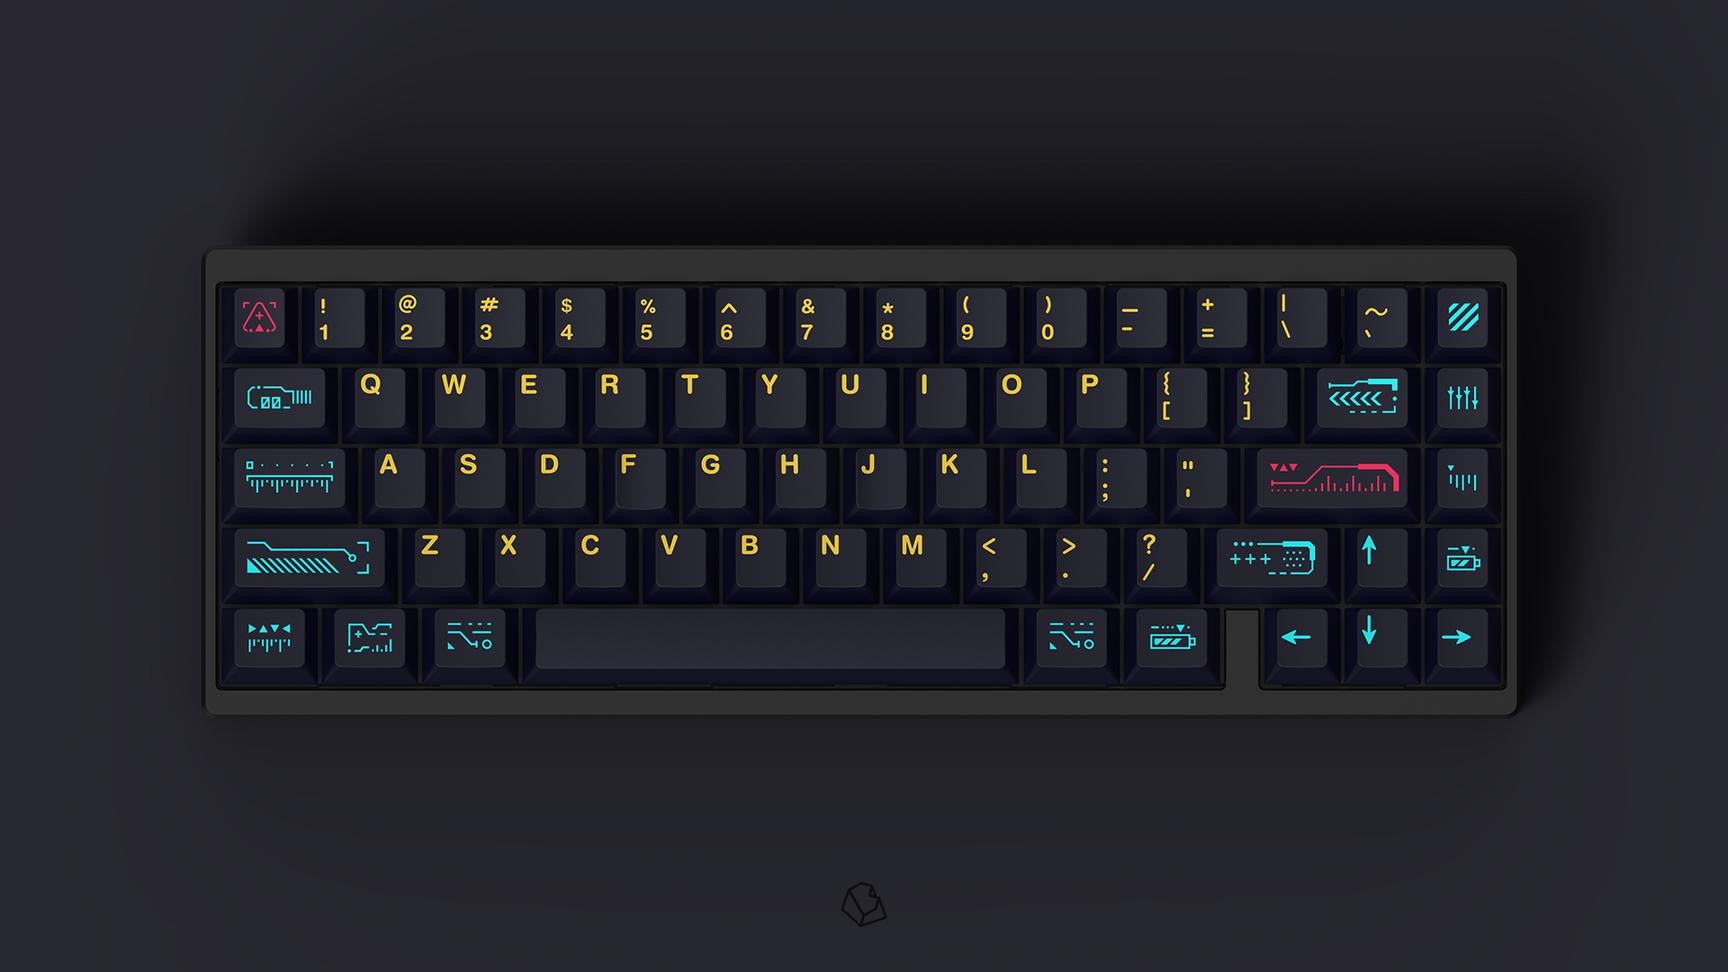 ! @ # $ % ^ & * ( ) _ + | ~
1 2 3 4 5 6 7 8 9 0 - = \ `
Q W E R T Y U I O P { }
[ ]
A S D F G H J K L : "
; '
Z X C V B N M < > ?
, . /